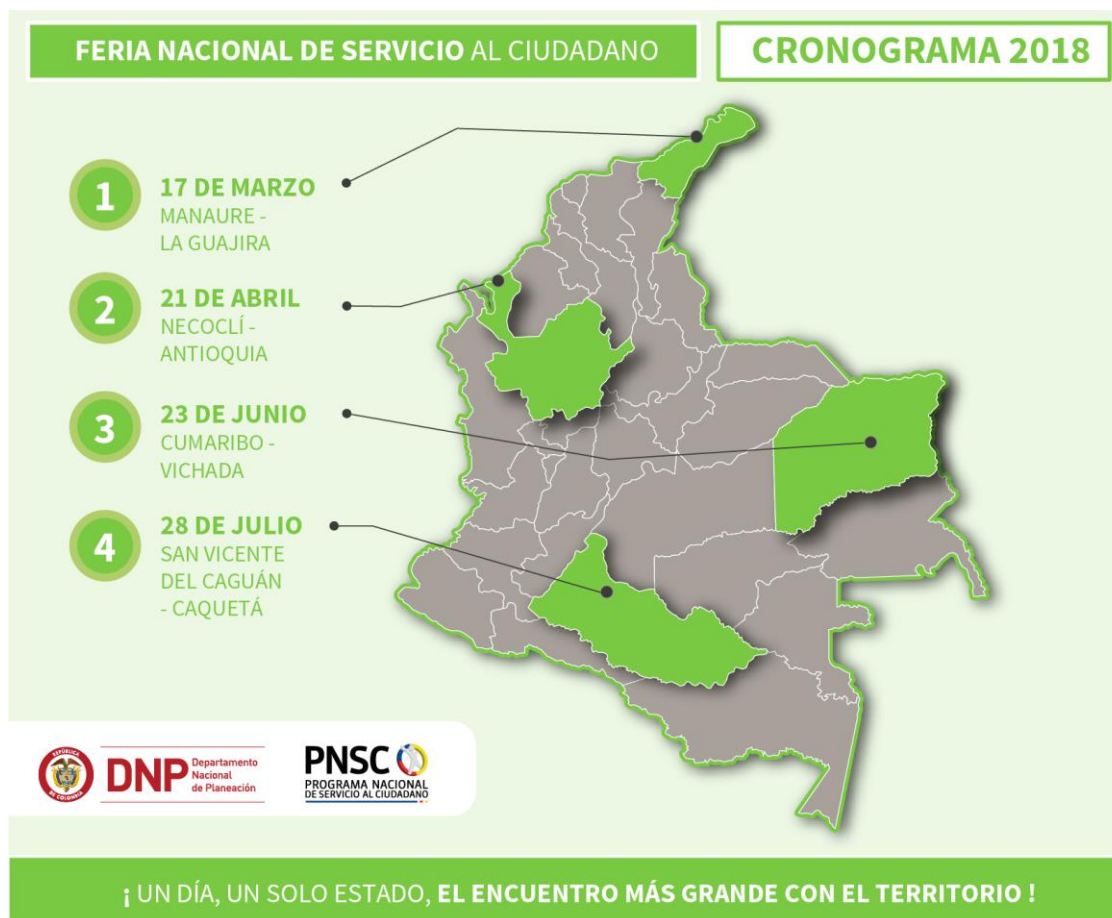 FERIA NACIONAL DE SERVICIO AL CIUDADANO
CRONOGRAMA 2018
1
17 DE MARZO
MANAURE -
LA GUAJIRA
2
21 DE ABRIL
NECOCLÍ -
ANTIOQUIA
3
23 DE JUNIO
CUMARIBO -
VICHADA
4
28 DE JULIO
SAN VICENTE
DEL CAGUÁN
- CAQUETÁ
REPÚBLICA
DE COLOMBIA
DNP
Departamento
Nacional
de Planeación
PNSC
PROGRAMA NACIONAL
DE SERVICIO AL CIUDADANO
¡ UN DÍA, UN SOLO ESTADO, EL ENCUENTRO MÁS GRANDE CON EL TERRITORIO !